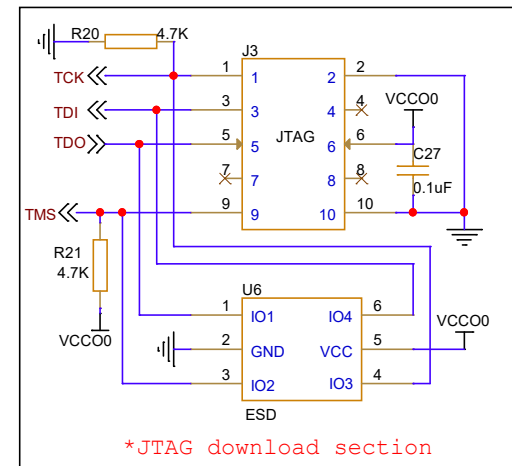 R20 4.7K
J3
TCK 1 1 2 2
TDI 3 3 4 4 VCCO0
TDO 5 5 JTAG 6 6
C27
7 7 8 8 0.1uF
TMS 9 9 10 10
R21
4.7K
U6
1 IO1 IO4 6
VCCO0 2 GND VCC 5 VCCO0
3 IO2 IO3 4
ESD
*JTAG download section